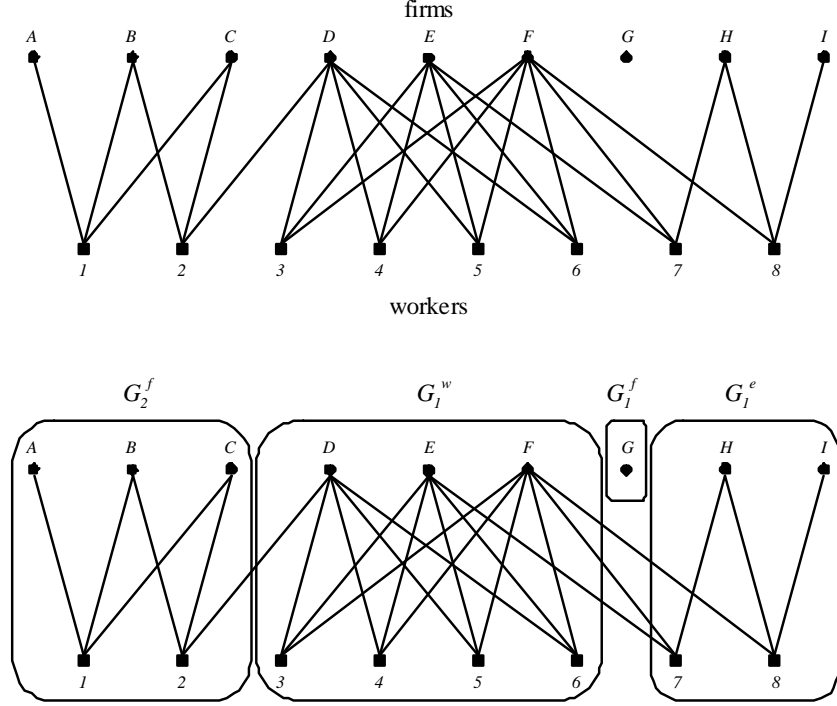 firms
A B C D E F G H I
1 2 3 4 5 6 7 8
workers
G₂ᶠ G₁ʷ G₁ᶠ G₁ᵉ
A B C D E F G H I
1 2 3 4 5 6 7 8